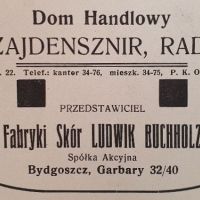 Dom Handlowy
ZAJDENSZNIR, RAD
. 22. Telef.: kantor 34-76, mieszk. 34-75, P. K. O
PRZEDSTAWICIEL
Fabryki Skór LUDWIK BUCHHOLZ
Spółka Akcyjna
Bydgoszcz, Garbary 32/40